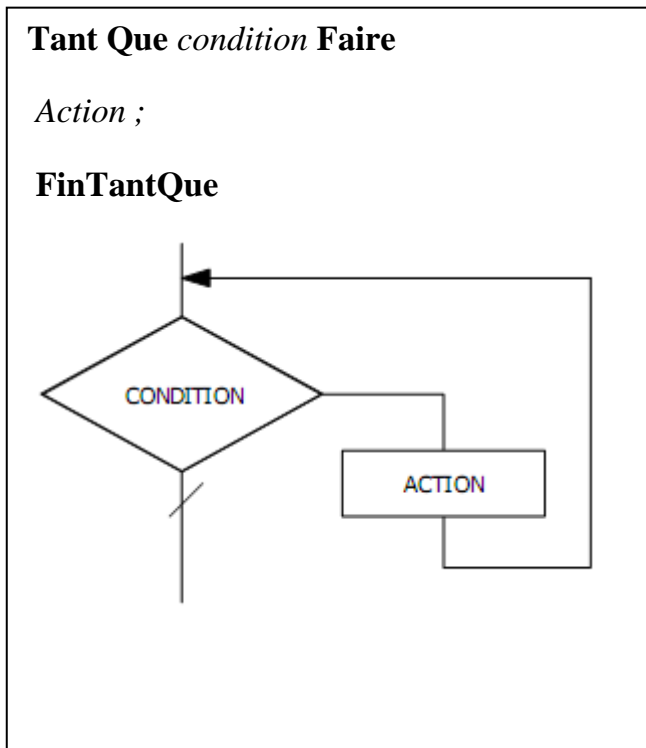 Tant Que condition Faire
Action ;
FinTantQue
CONDITION
ACTION